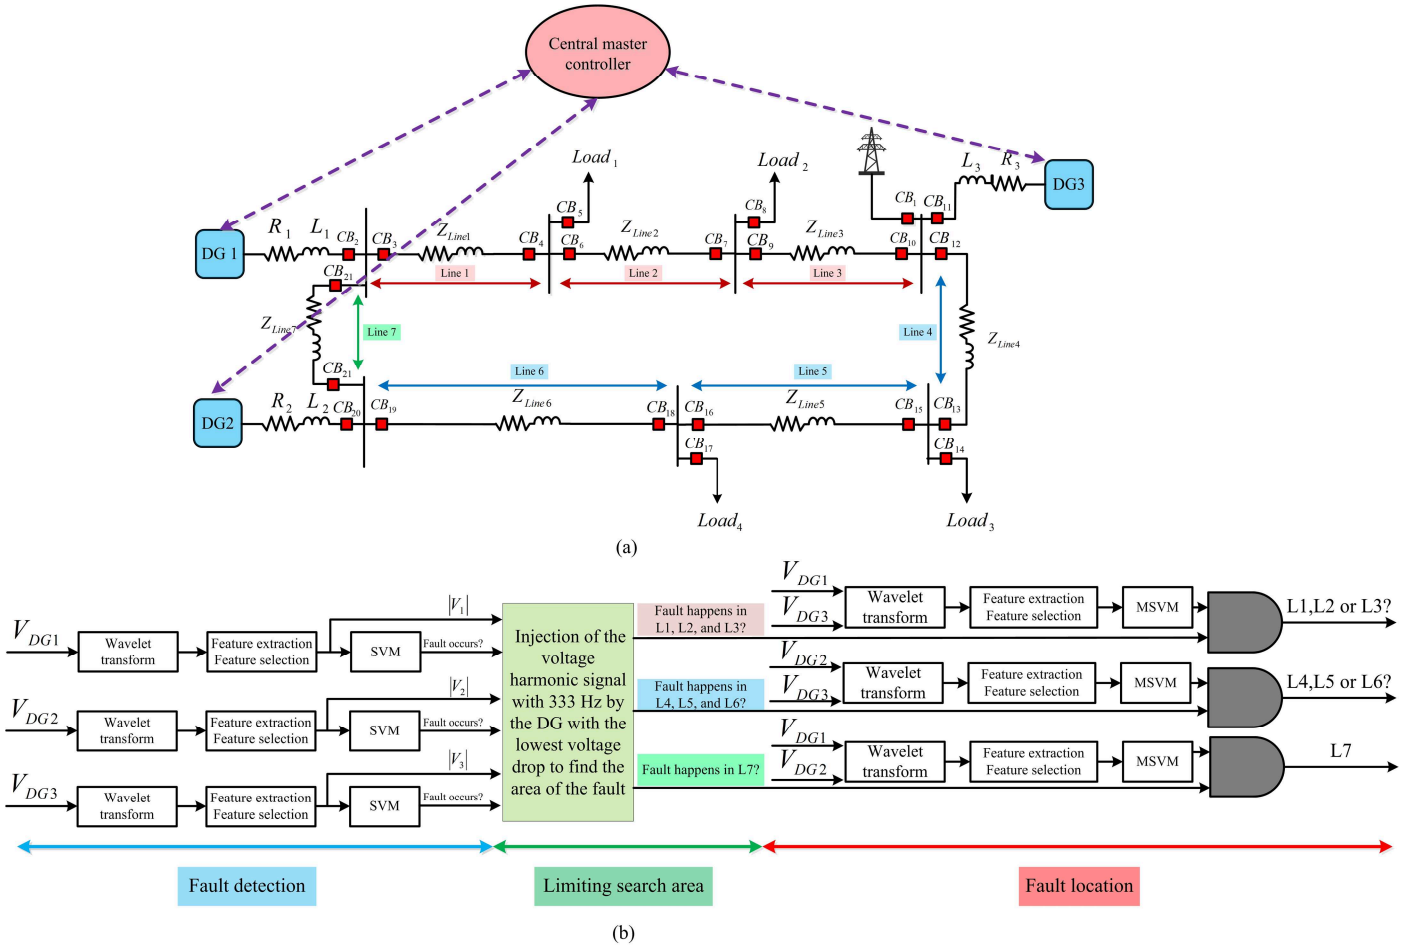 Central master
controller
Load1
Load2
L3
R3
DG3
CB5
CB8
CB1
CB11
R1
L1
CB2
CB3
ZLine1
CB4
CB6
ZLine2
CB7
CB9
ZLine3
CB10
CB12
DG 1
CB21
Line 1
Line 2
Line 3
ZLine7
Line 7
Line 4
ZLine4
CB21
Line 6
Line 5
R2
L2
CB20
CB19
ZLine6
CB18
CB16
ZLine5
CB15
CB13
DG2
CB17
CB14
Load4
Load3
(a)
VDG1
Wavelet
transform
Feature extraction
Feature selection
|V1|
SVM
Fault occurs?
VDG2
Wavelet
transform
Feature extraction
Feature selection
|V2|
SVM
Fault occurs?
VDG3
Wavelet
transform
Feature extraction
Feature selection
|V3|
SVM
Fault occurs?
Injection of the
voltage
harmonic signal
with 333 Hz by
the DG with the
lowest voltage
drop to find the
area of the fault
Fault happens in
L1, L2, and L3?
VDG1
VDG3
Wavelet
transform
Feature extraction
Feature selection
MSVM
L1,L2 or L3?
Fault happens in
L4, L5, and L6?
VDG2
VDG3
Wavelet
transform
Feature extraction
Feature selection
MSVM
L4,L5 or L6?
Fault happens in L7?
VDG1
VDG2
Wavelet
transform
Feature extraction
Feature selection
MSVM
L7
Fault detection
Limiting search area
Fault location
(b)